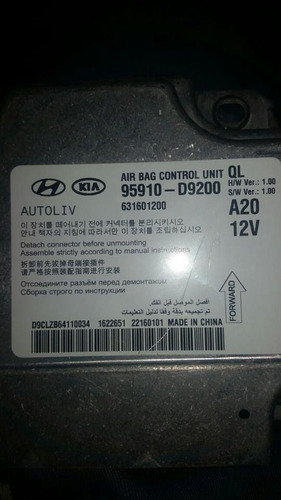 AIR BAG CONTROL UNIT QL
HYUNDAI KIA 95910-D9200 H/W Ver.: 1.00
S/W Ver.: 1.00
AUTOLIV 631601200 A20
이 장치를 떼어내기 전에 커넥터를 분리시키시오
안내 책자의 지침에 따라서만 이 장치를 조립하십시오
12V
Detach connector before unmounting
Assemble strictly according to manual instructions
拆卸前先拔掉母端接插件
请严格按照装配指南进行安装
Отсоедините разъём перед демонтажом
Сборка строго по инструкции
افصل الموصل قبل الفك.
تم تجميعه بدقة وفقا لدليل التعليمات
FORWARD
D9CLZB64110034 1622651 22160101 MADE IN CHINA